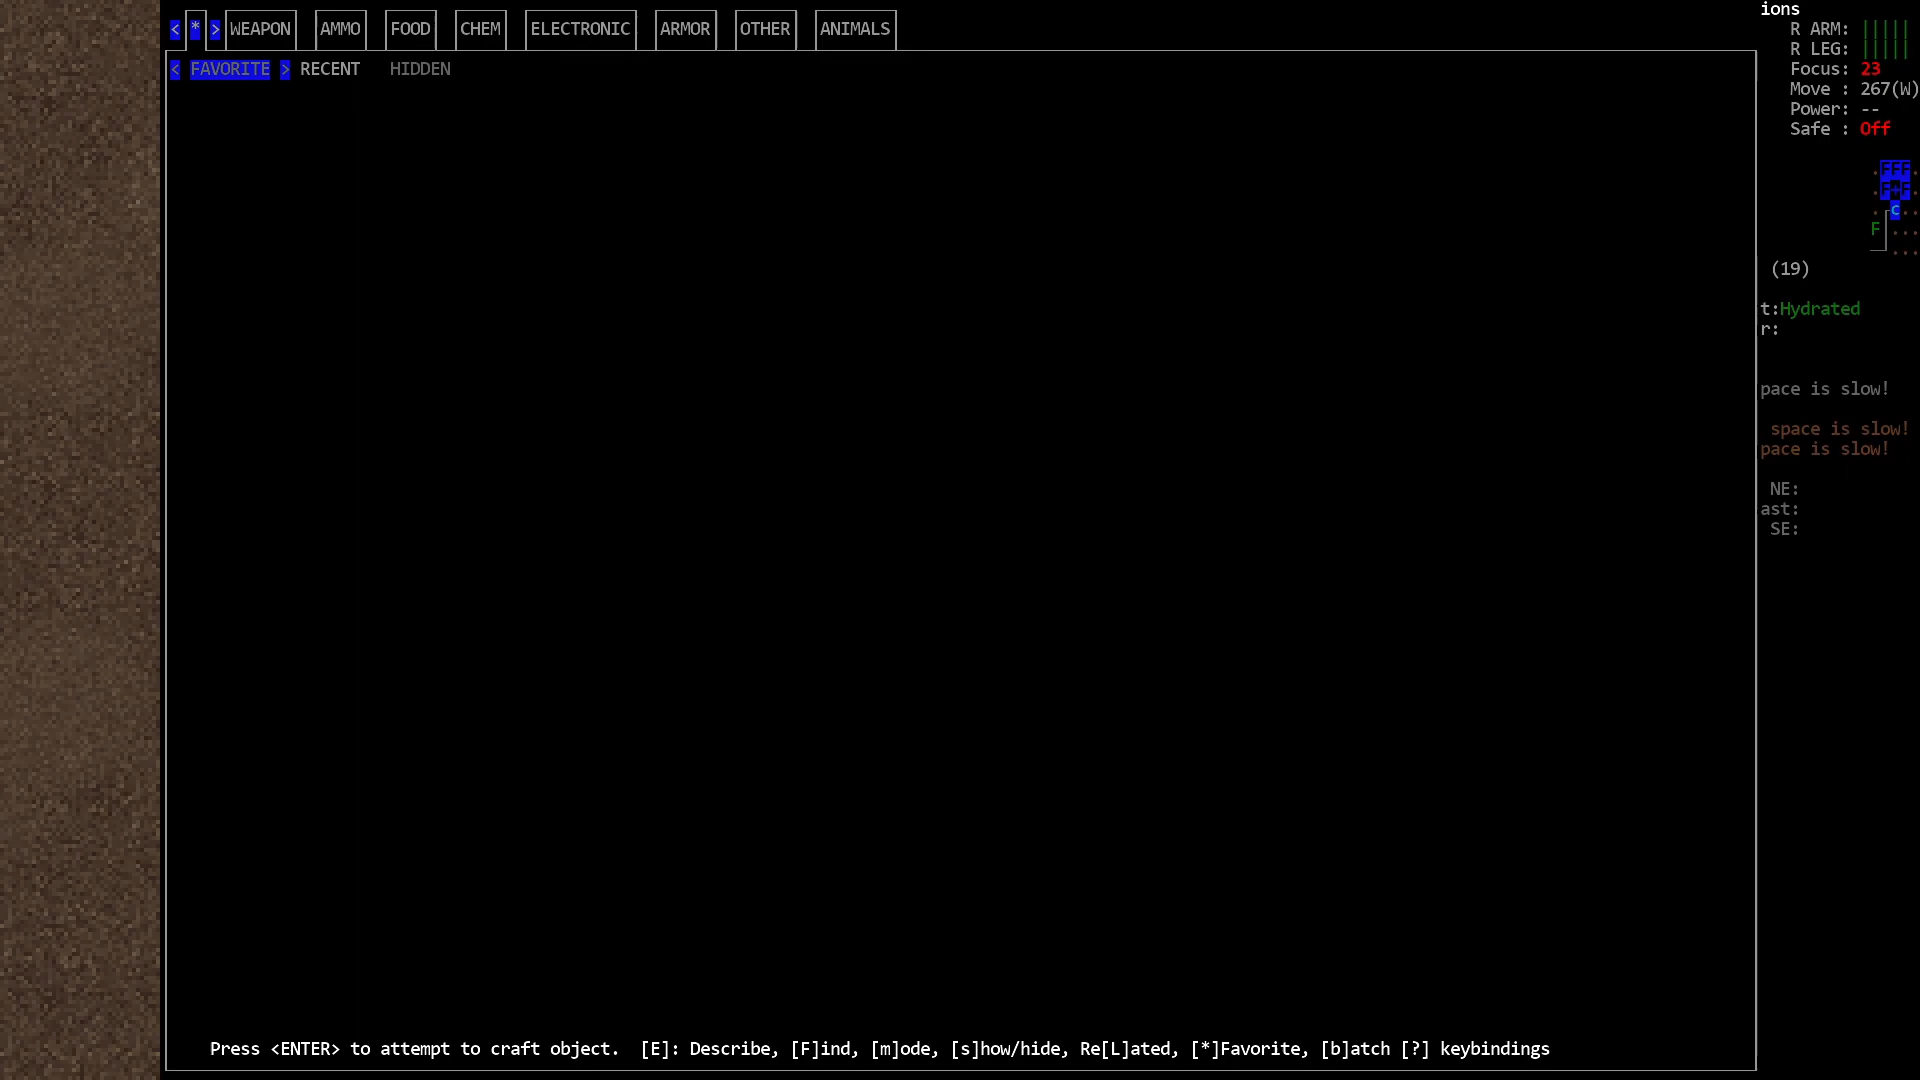 < * > WEAPON AMMO FOOD CHEM ELECTRONIC ARMOR OTHER ANIMALS
< FAVORITE > RECENT HIDDEN
ions
R ARM: |||||
R LEG: |||||
Focus: 23
Move : 267(W)
Power: --
Safe : Off
FFF
F+F
c
F
(19)
t:Hydrated
r:
pace is slow!
space is slow!
pace is slow!
NE:
ast:
SE:
Press <ENTER> to attempt to craft object. [E]: Describe, [F]ind, [m]ode, [s]how/hide, Re[L]ated, [*]Favorite, [b]atch [?] keybindings